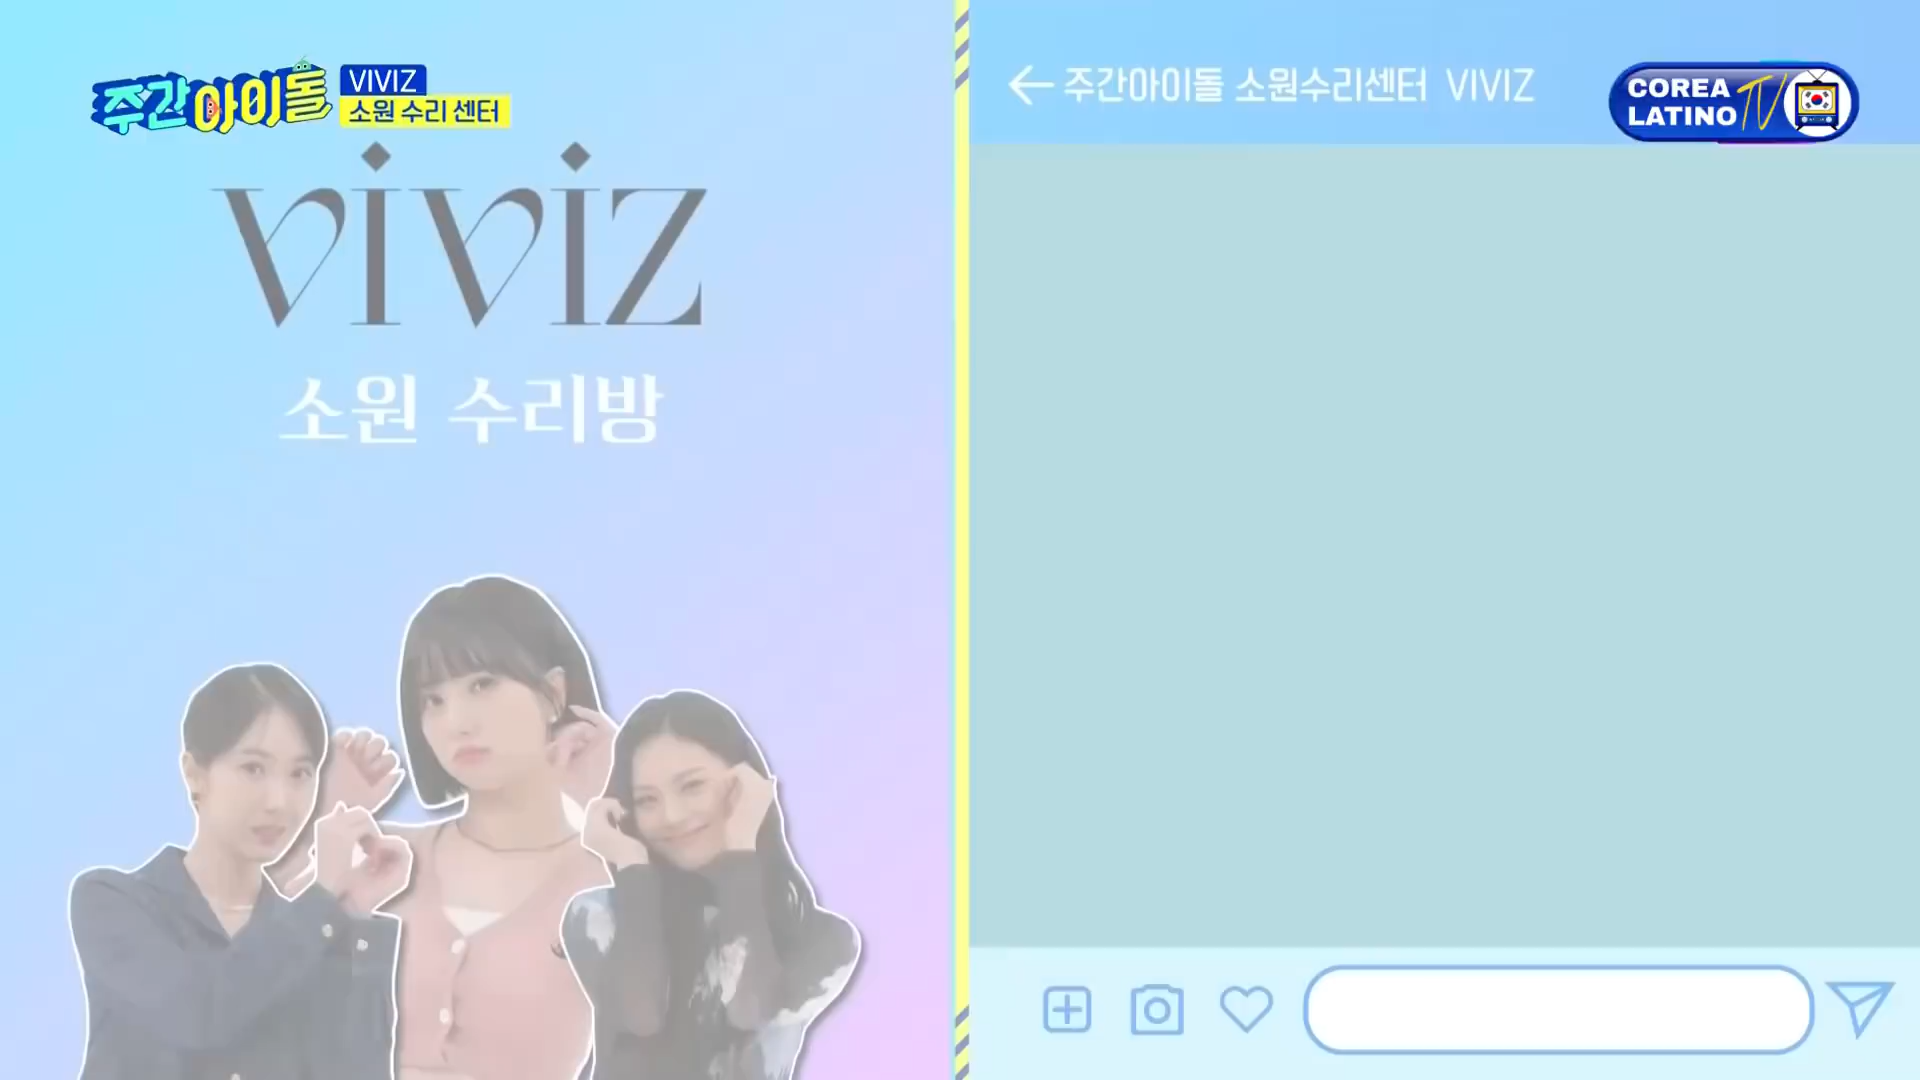 주간아이돌
VIVIZ
소원 수리 센터
viviz
소원 수리방
주간아이돌 소원수리센터 VIVIZ
COREA
LATINO TV